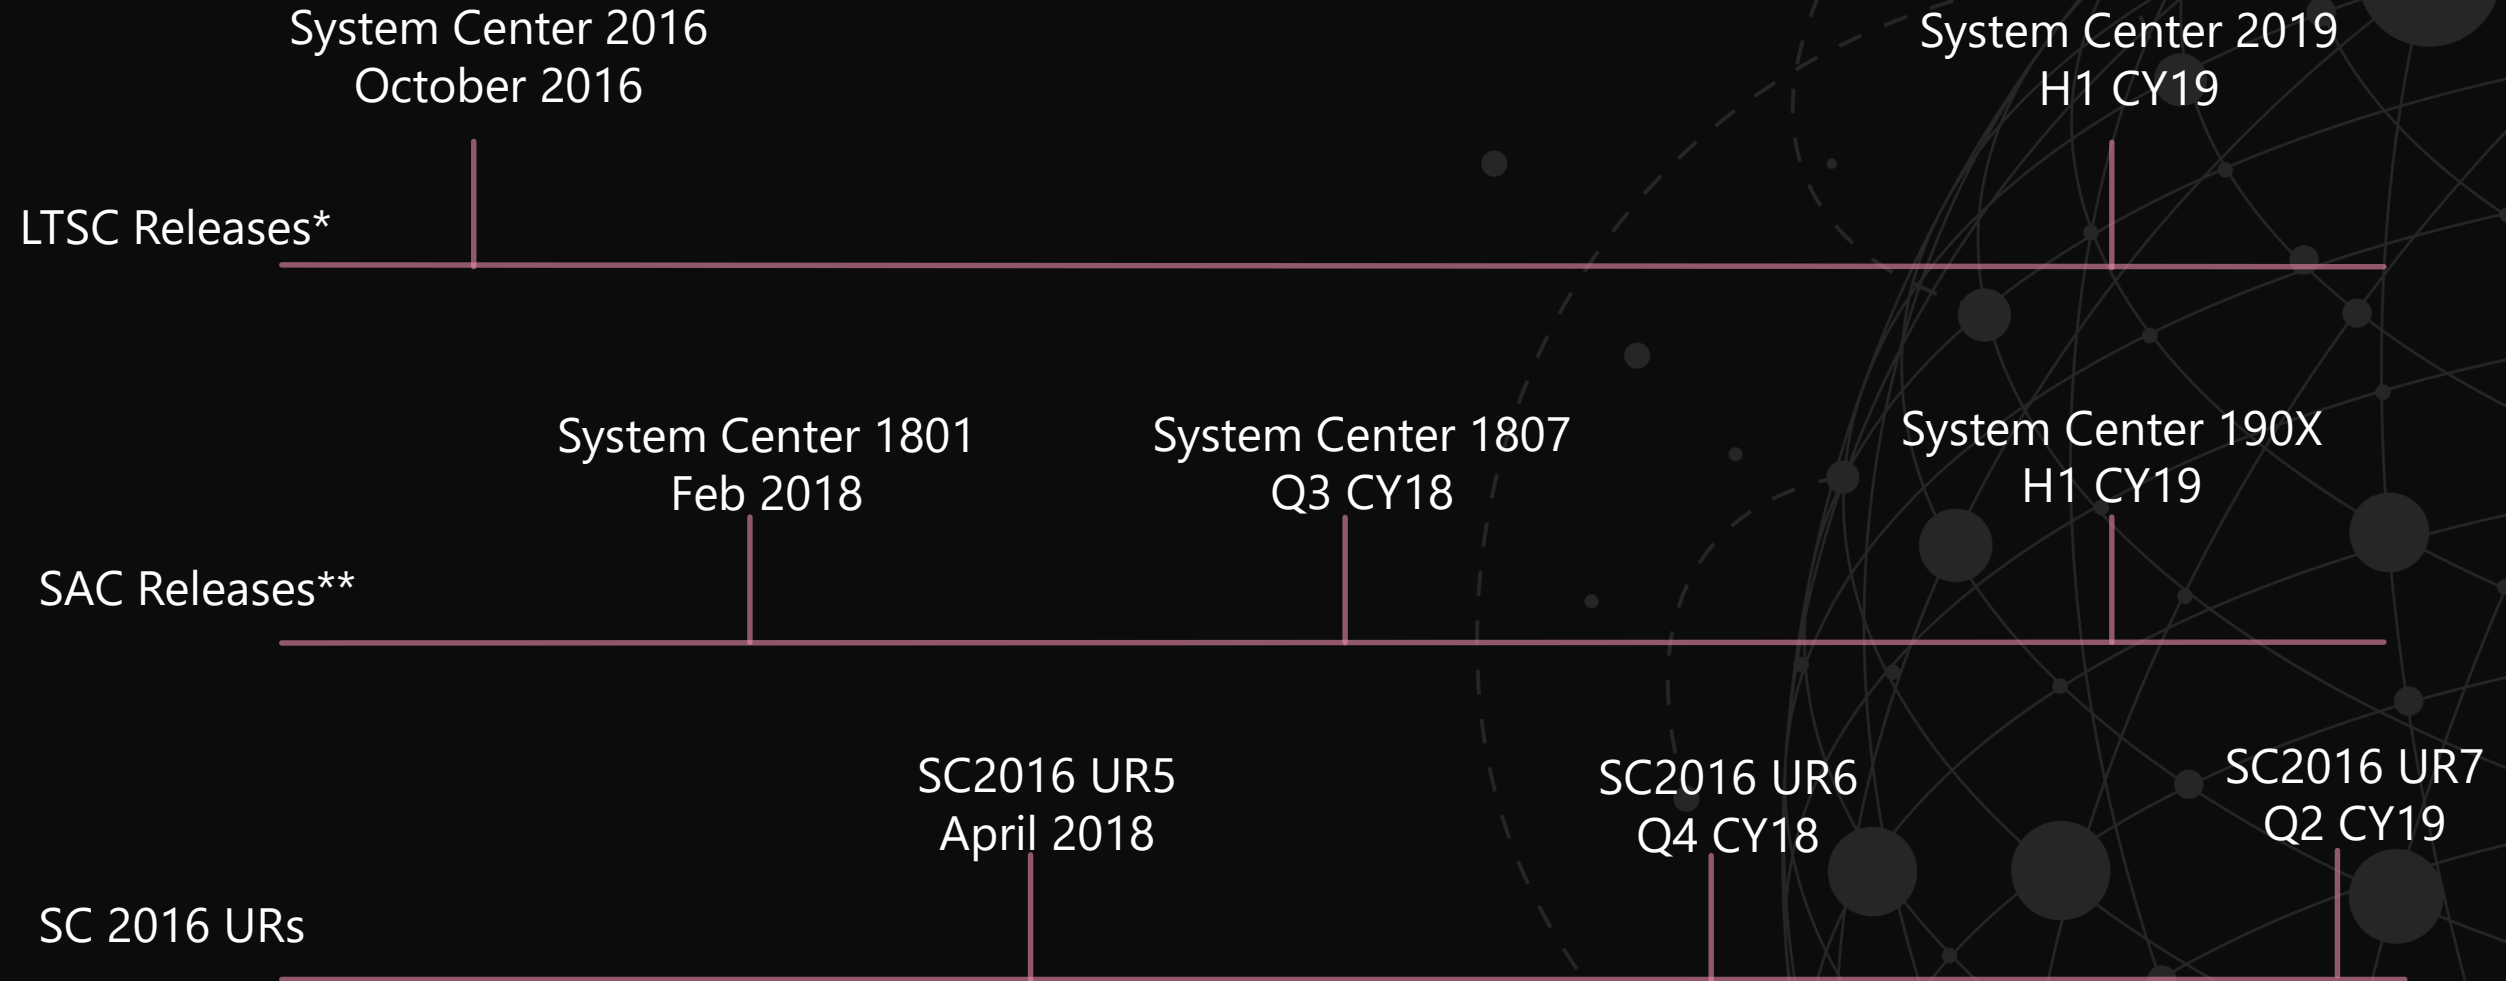 System Center 2016
October 2016
System Center 2019
H1 CY19
LTSC Releases*
System Center 1801
Feb 2018
System Center 1807
Q3 CY18
System Center 190X
H1 CY19
SAC Releases**
SC2016 UR5
April 2018
SC2016 UR6
Q4 CY18
SC2016 UR7
Q2 CY19
SC 2016 URs